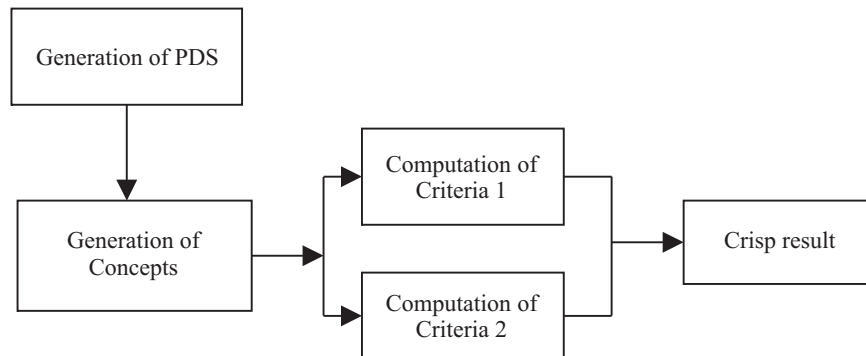 Generation of PDS
Generation of
Concepts
Computation of
Criteria 1
Computation of
Criteria 2
Crisp result